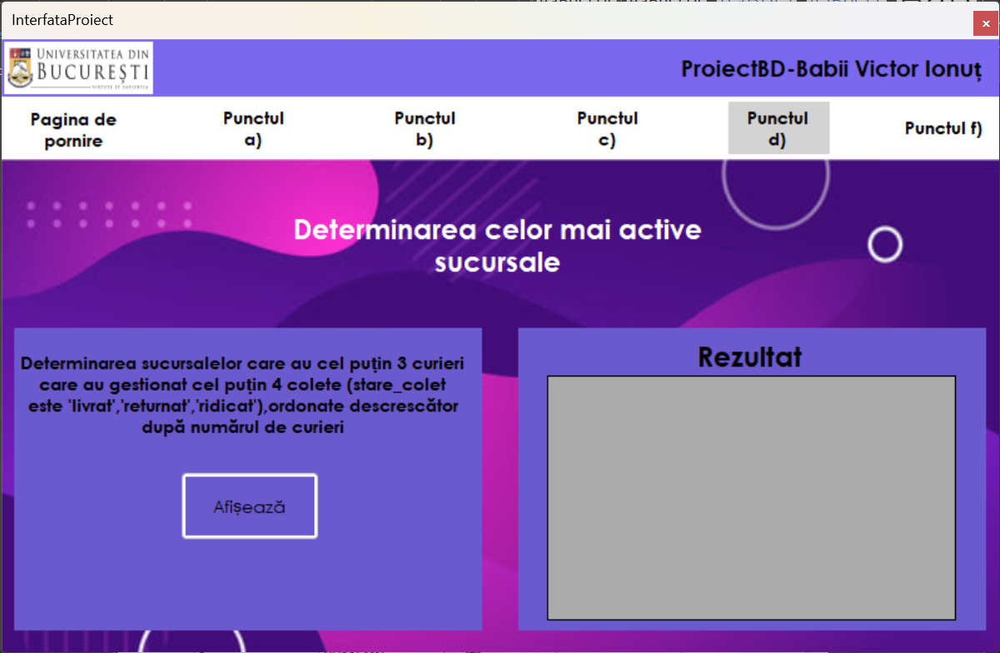 InterfataProiect
UNIVERSITATEA DIN
BUCUREȘTI
VIRTUTE ET SAPIENTIA
ProiectBD-Babii Victor Ionuț
Pagina de
pornire
Punctul
a)
Punctul
b)
Punctul
c)
Punctul
d)
Punctul f)
Determinarea celor mai active
sucursale
Determinarea sucursalelor care au cel puțin 3 curieri
care au gestionat cel puțin 4 colete (stare_colet
este 'livrat','returnat','ridicat'),ordonate descrescător
după numărul de curieri
Afișează
Rezultat